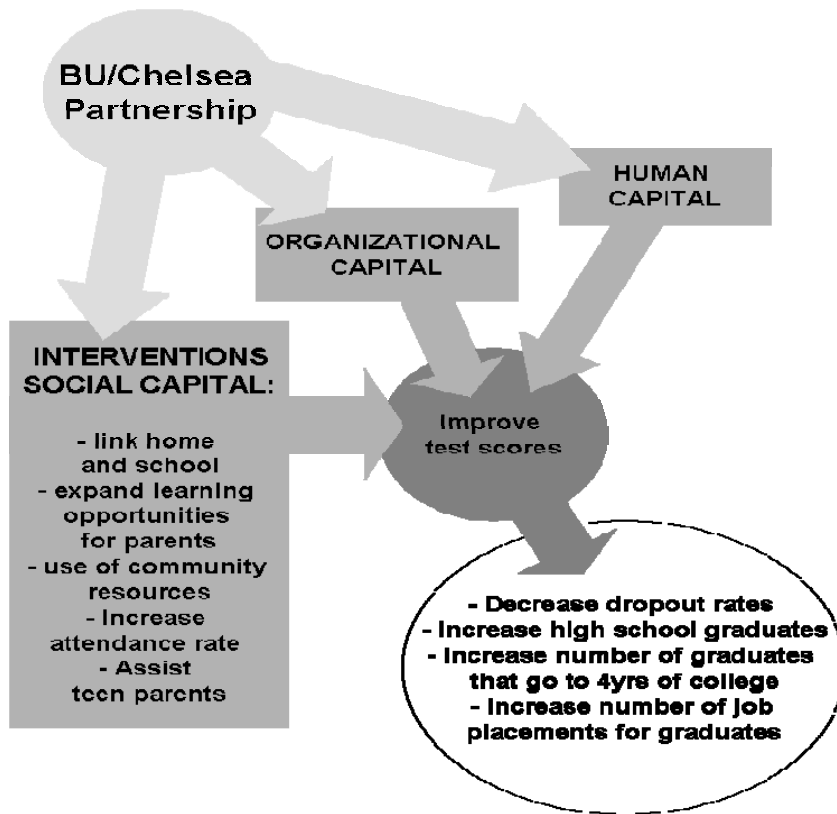 BU/Chelsea
Partnership
HUMAN
CAPITAL
ORGANIZATIONAL
CAPITAL
INTERVENTIONS
SOCIAL CAPITAL:
- link home
and school
- expand learning
opportunities
for parents
- use of community
resources
- Increase
attendance rate
- Assist
teen parents
Improve
test scores
- Decrease dropout rates
- Increase high school graduates
- Increase number of graduates
that go to 4yrs of college
- Increase number of job
placements for graduates